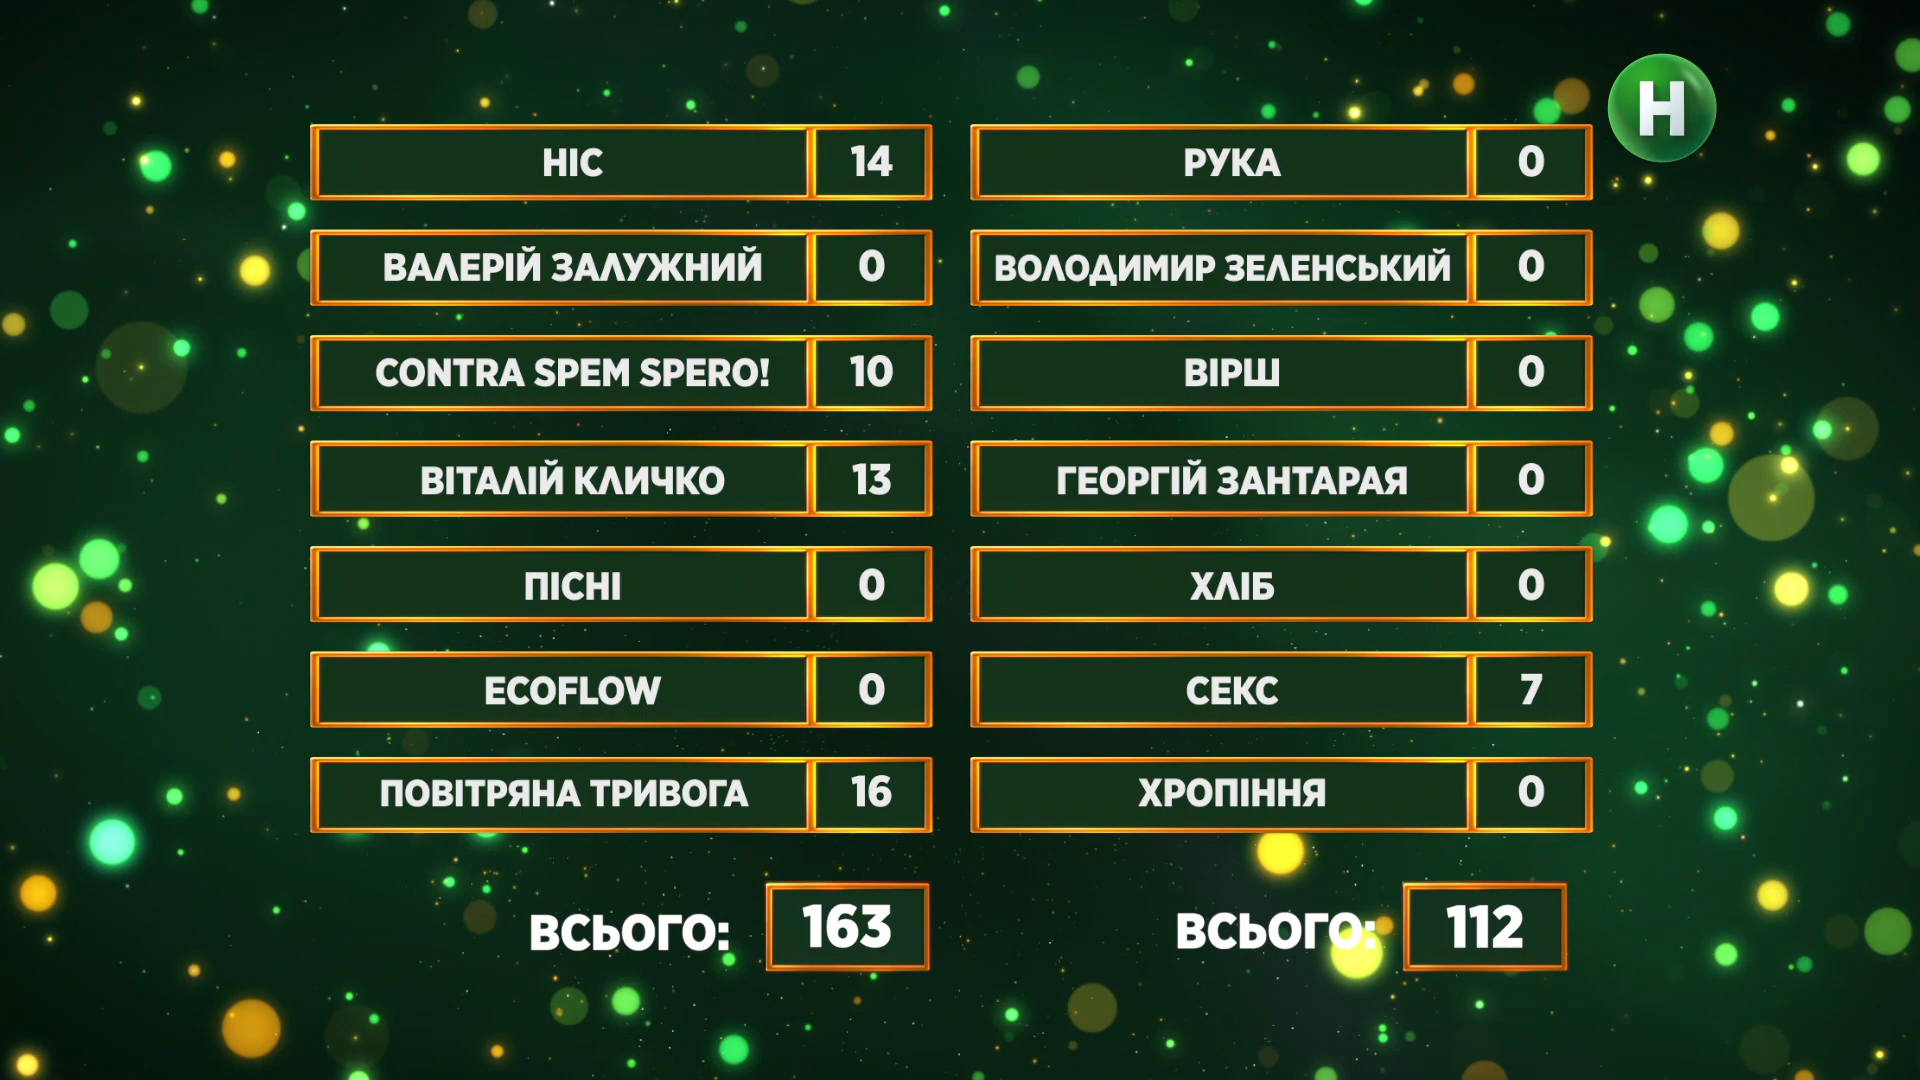 Н
НІС 14
РУКА 0
ВАЛЕРІЙ ЗАЛУЖНИЙ 0
ВОЛОДИМИР ЗЕЛЕНСЬКИЙ 0
CONTRA SPEM SPERO! 10
ВІРШ 0
ВІТАЛІЙ КЛИЧКО 13
ГЕОРГІЙ ЗАНТАРАЯ 0
ПІСНІ 0
ХЛІБ 0
ECOFLOW 0
СЕКС 7
ПОВІТРЯНА ТРИВОГА 16
ХРОПІННЯ 0
ВСЬОГО: 163
ВСЬОГО: 112